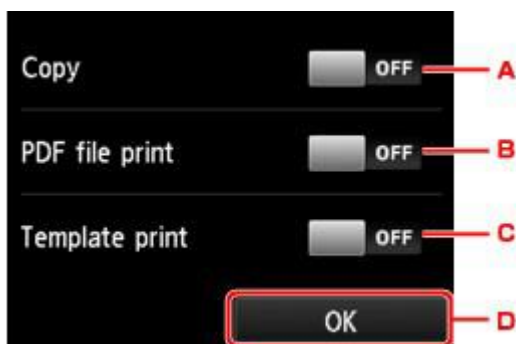 Copy OFF A
PDF file print OFF B
Template print OFF C
OK D